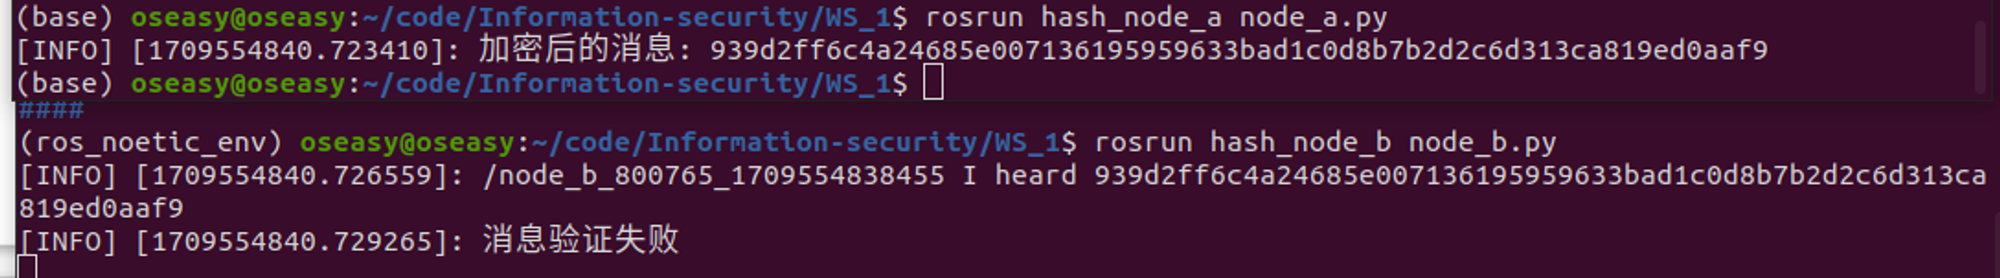 (base) oseasy@oseasy:~/code/Information-security/WS_1$ rosrun hash_node_a node_a.py
[INFO] [1709554840.723410]: 加密后的消息: 939d2ff6c4a24685e007136195959633bad1c0d8b7b2d2c6d313ca819ed0aaf9
(base) oseasy@oseasy:~/code/Information-security/WS_1$
####
(ros_noetic_env) oseasy@oseasy:~/code/Information-security/WS_1$ rosrun hash_node_b node_b.py
[INFO] [1709554840.726559]: /node_b_800765_1709554838455 I heard 939d2ff6c4a24685e007136195959633bad1c0d8b7b2d2c6d313ca
819ed0aaf9
[INFO] [1709554840.729265]: 消息验证失败